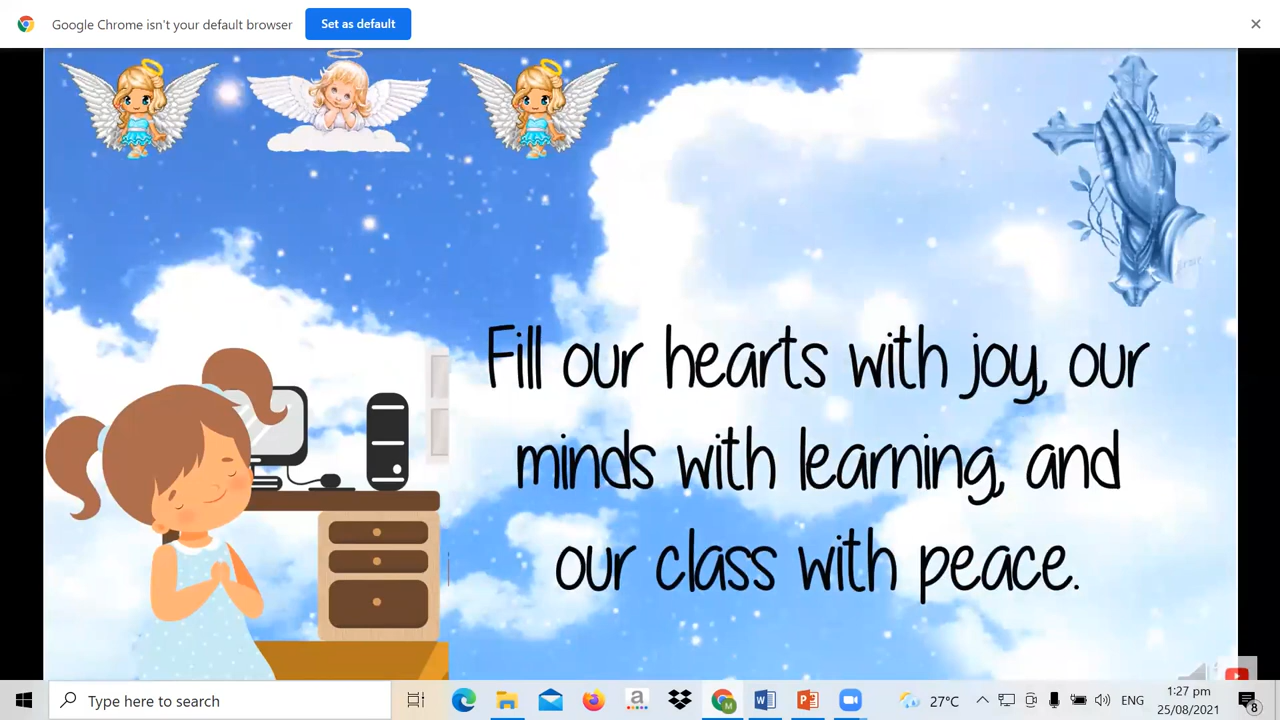 Google Chrome isn't your default browser
Set as default
Fill our hearts with joy, our
minds with learning, and
our class with peace.
Type here to search
27°C
ENG
1:27 pm
25/08/2021
8